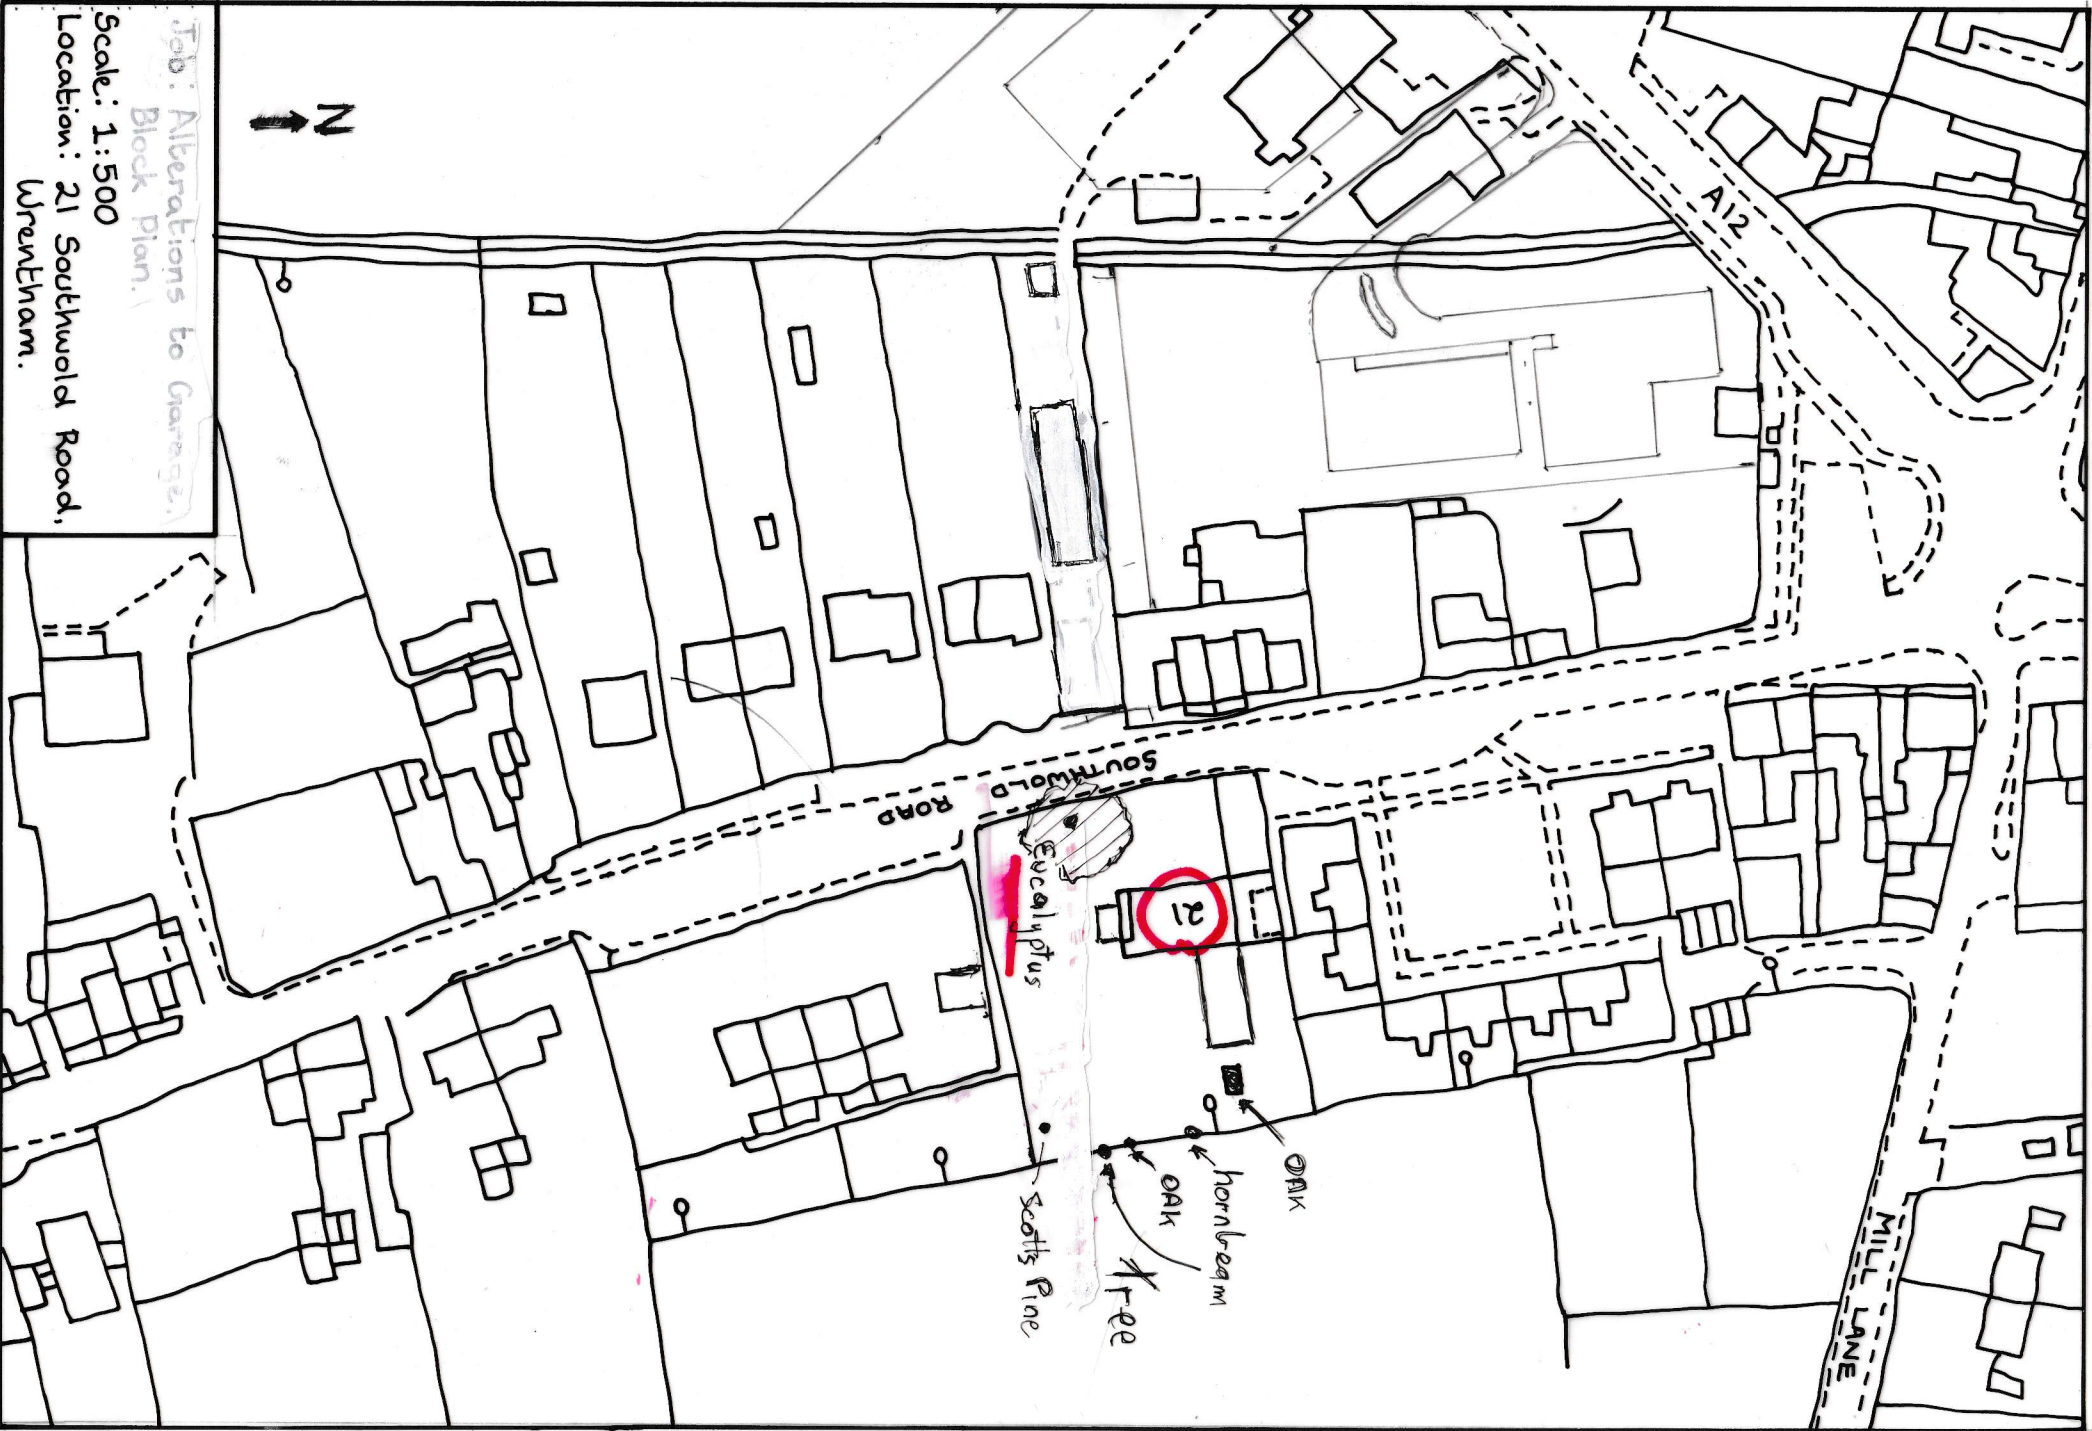 Job: Alterations to Garage.
Block Plan.
Scale: 1:500
Location: 21 Southwold Road,
Wrentham.
N
A12
SOUTHWOLD
ROAD
21
Eucalyptus
OAK
hornbeam
OAK
Tree
Scotts Pine
MILL LANE